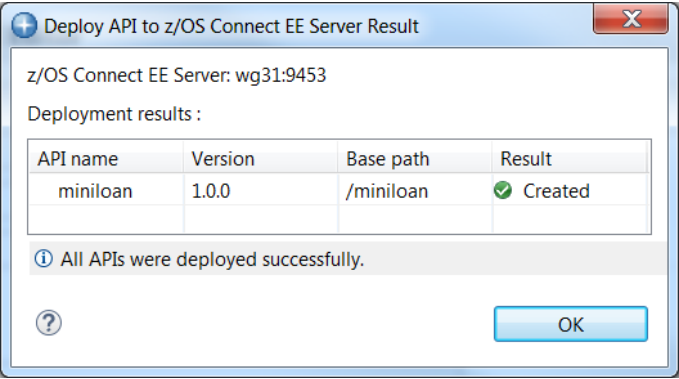 Deploy API to z/OS Connect EE Server Result
z/OS Connect EE Server: wg31:9453
Deployment results :
API name Version Base path Result
miniloan 1.0.0 /miniloan Created
All APIs were deployed successfully.
OK